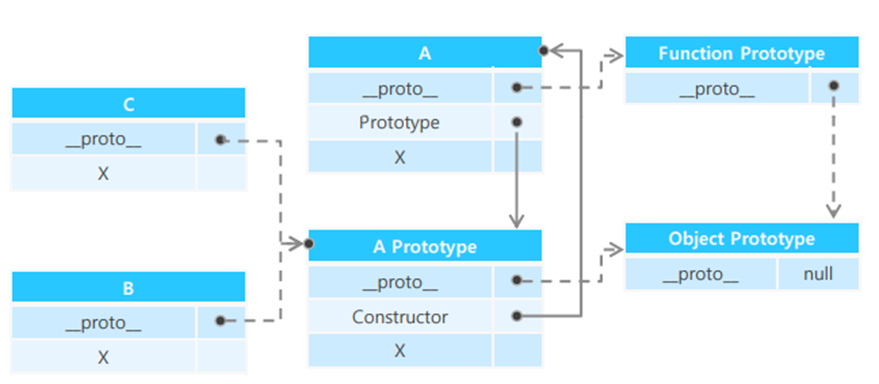 C
__proto__
X
B
__proto__
X
A
__proto__
Prototype
X
A Prototype
__proto__
Constructor
X
Function Prototype
__proto__
Object Prototype
__proto__ null